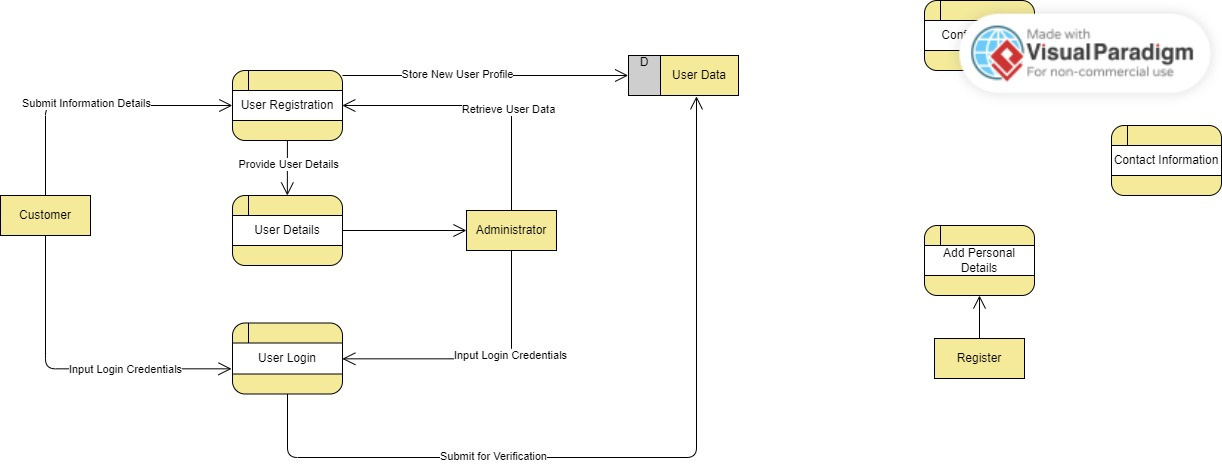 Made with
VisualParadigm
For non-commercial use
D
User Data
Store New User Profile
Submit Information Details
User Registration
Retrieve User Data
Provide User Details
Contact Information
Customer
User Details
Administrator
Add Personal
Details
User Login
Input Login Credentials
Register
Input Login Credentials
Submit for Verification